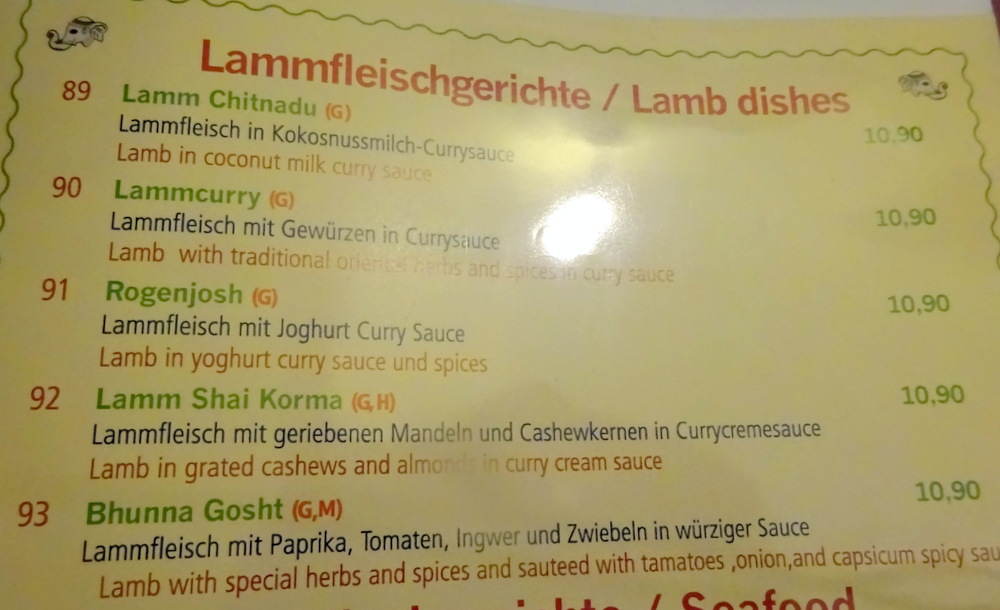 Lammfleischgerichte / Lamb dishes
89 Lamm Chitnadu (G) 10,90
Lammfleisch in Kokosnussmilch-Currysauce
Lamb in coconut milk curry sauce
90 Lammcurry (G) 10,90
Lammfleisch mit Gewürzen in Currysauce
Lamb with traditional oriental herbs and spices in curry sauce
91 Rogenjosh (G) 10,90
Lammfleisch mit Joghurt Curry Sauce
Lamb in yoghurt curry sauce und spices
92 Lamm Shai Korma (G,H) 10,90
Lammfleisch mit geriebenen Mandeln und Cashewkernen in Currycremesauce
Lamb in grated cashews and almonds in curry cream sauce
93 Bhunna Gosht (G,M) 10,90
Lammfleisch mit Paprika, Tomaten, Ingwer und Zwiebeln in würziger Sauce
Lamb with special herbs and spices and sauteed with tamatoes ,onion,and capsicum spicy sau
/ Seafood